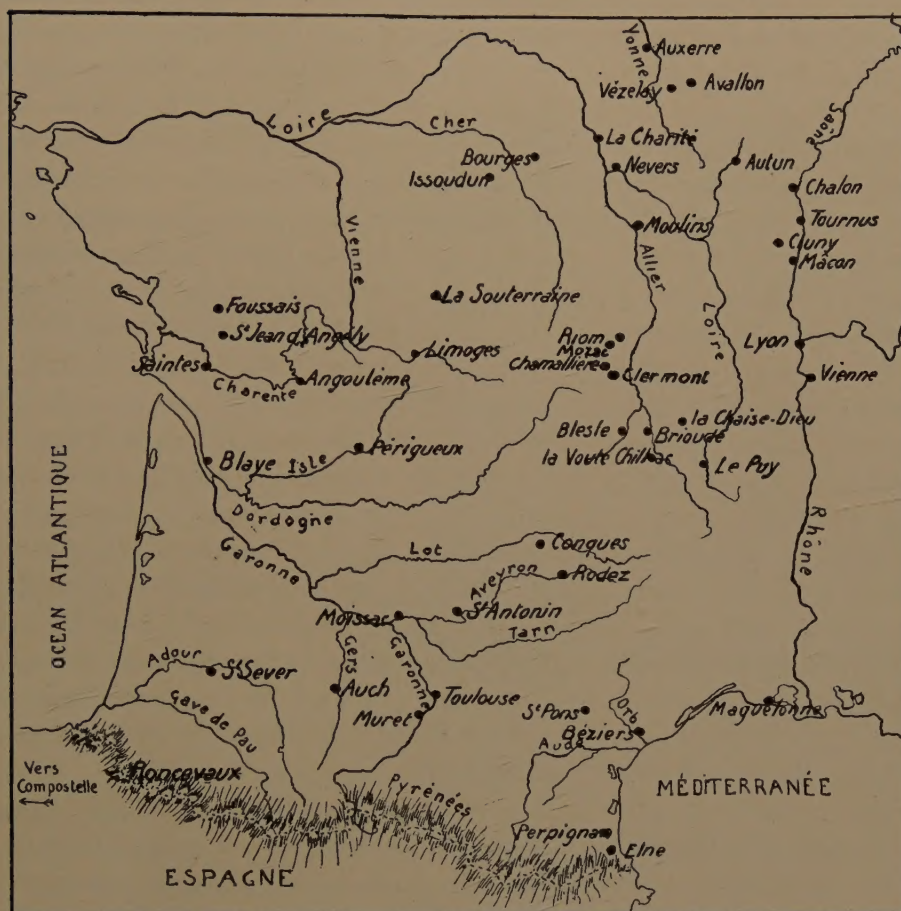 Yonne
Auxerre
Avallon
Vézelay
Saône
Loire
Cher
La Charité
Bourges
Nevers
Autun
Issoudun
Chalon
Vienne
Moulins
Tournus
Cluny
Allier
Mâcon
La Souterraine
Foussais
Loire
St Jean d'Angely
Riom
Lyon
Mozac
Limoges
Saintes
Chamallière
Clermont
Vienne
Charente
Angoulême
la Chaise-Dieu
Blesle
Brioude
Périgueux
Blaye
Isle
la Voute Chilhac
Le Puy
Dordogne
Rhône
OCEAN ATLANTIQUE
Garonne
Lot
Conques
Aveyron
Rodez
Moissac
St Antonin
Tarn
Adour
St Sever
Gers
Garonne
Auch
Toulouse
Gave de Pau
Muret
St Pons
Orb
Maguelonne
Béziers
Aude
Vers
Compostelle
Roncevaux
Pyrénées
MÉDITERRANÉE
Perpignan
Elne
ESPAGNE